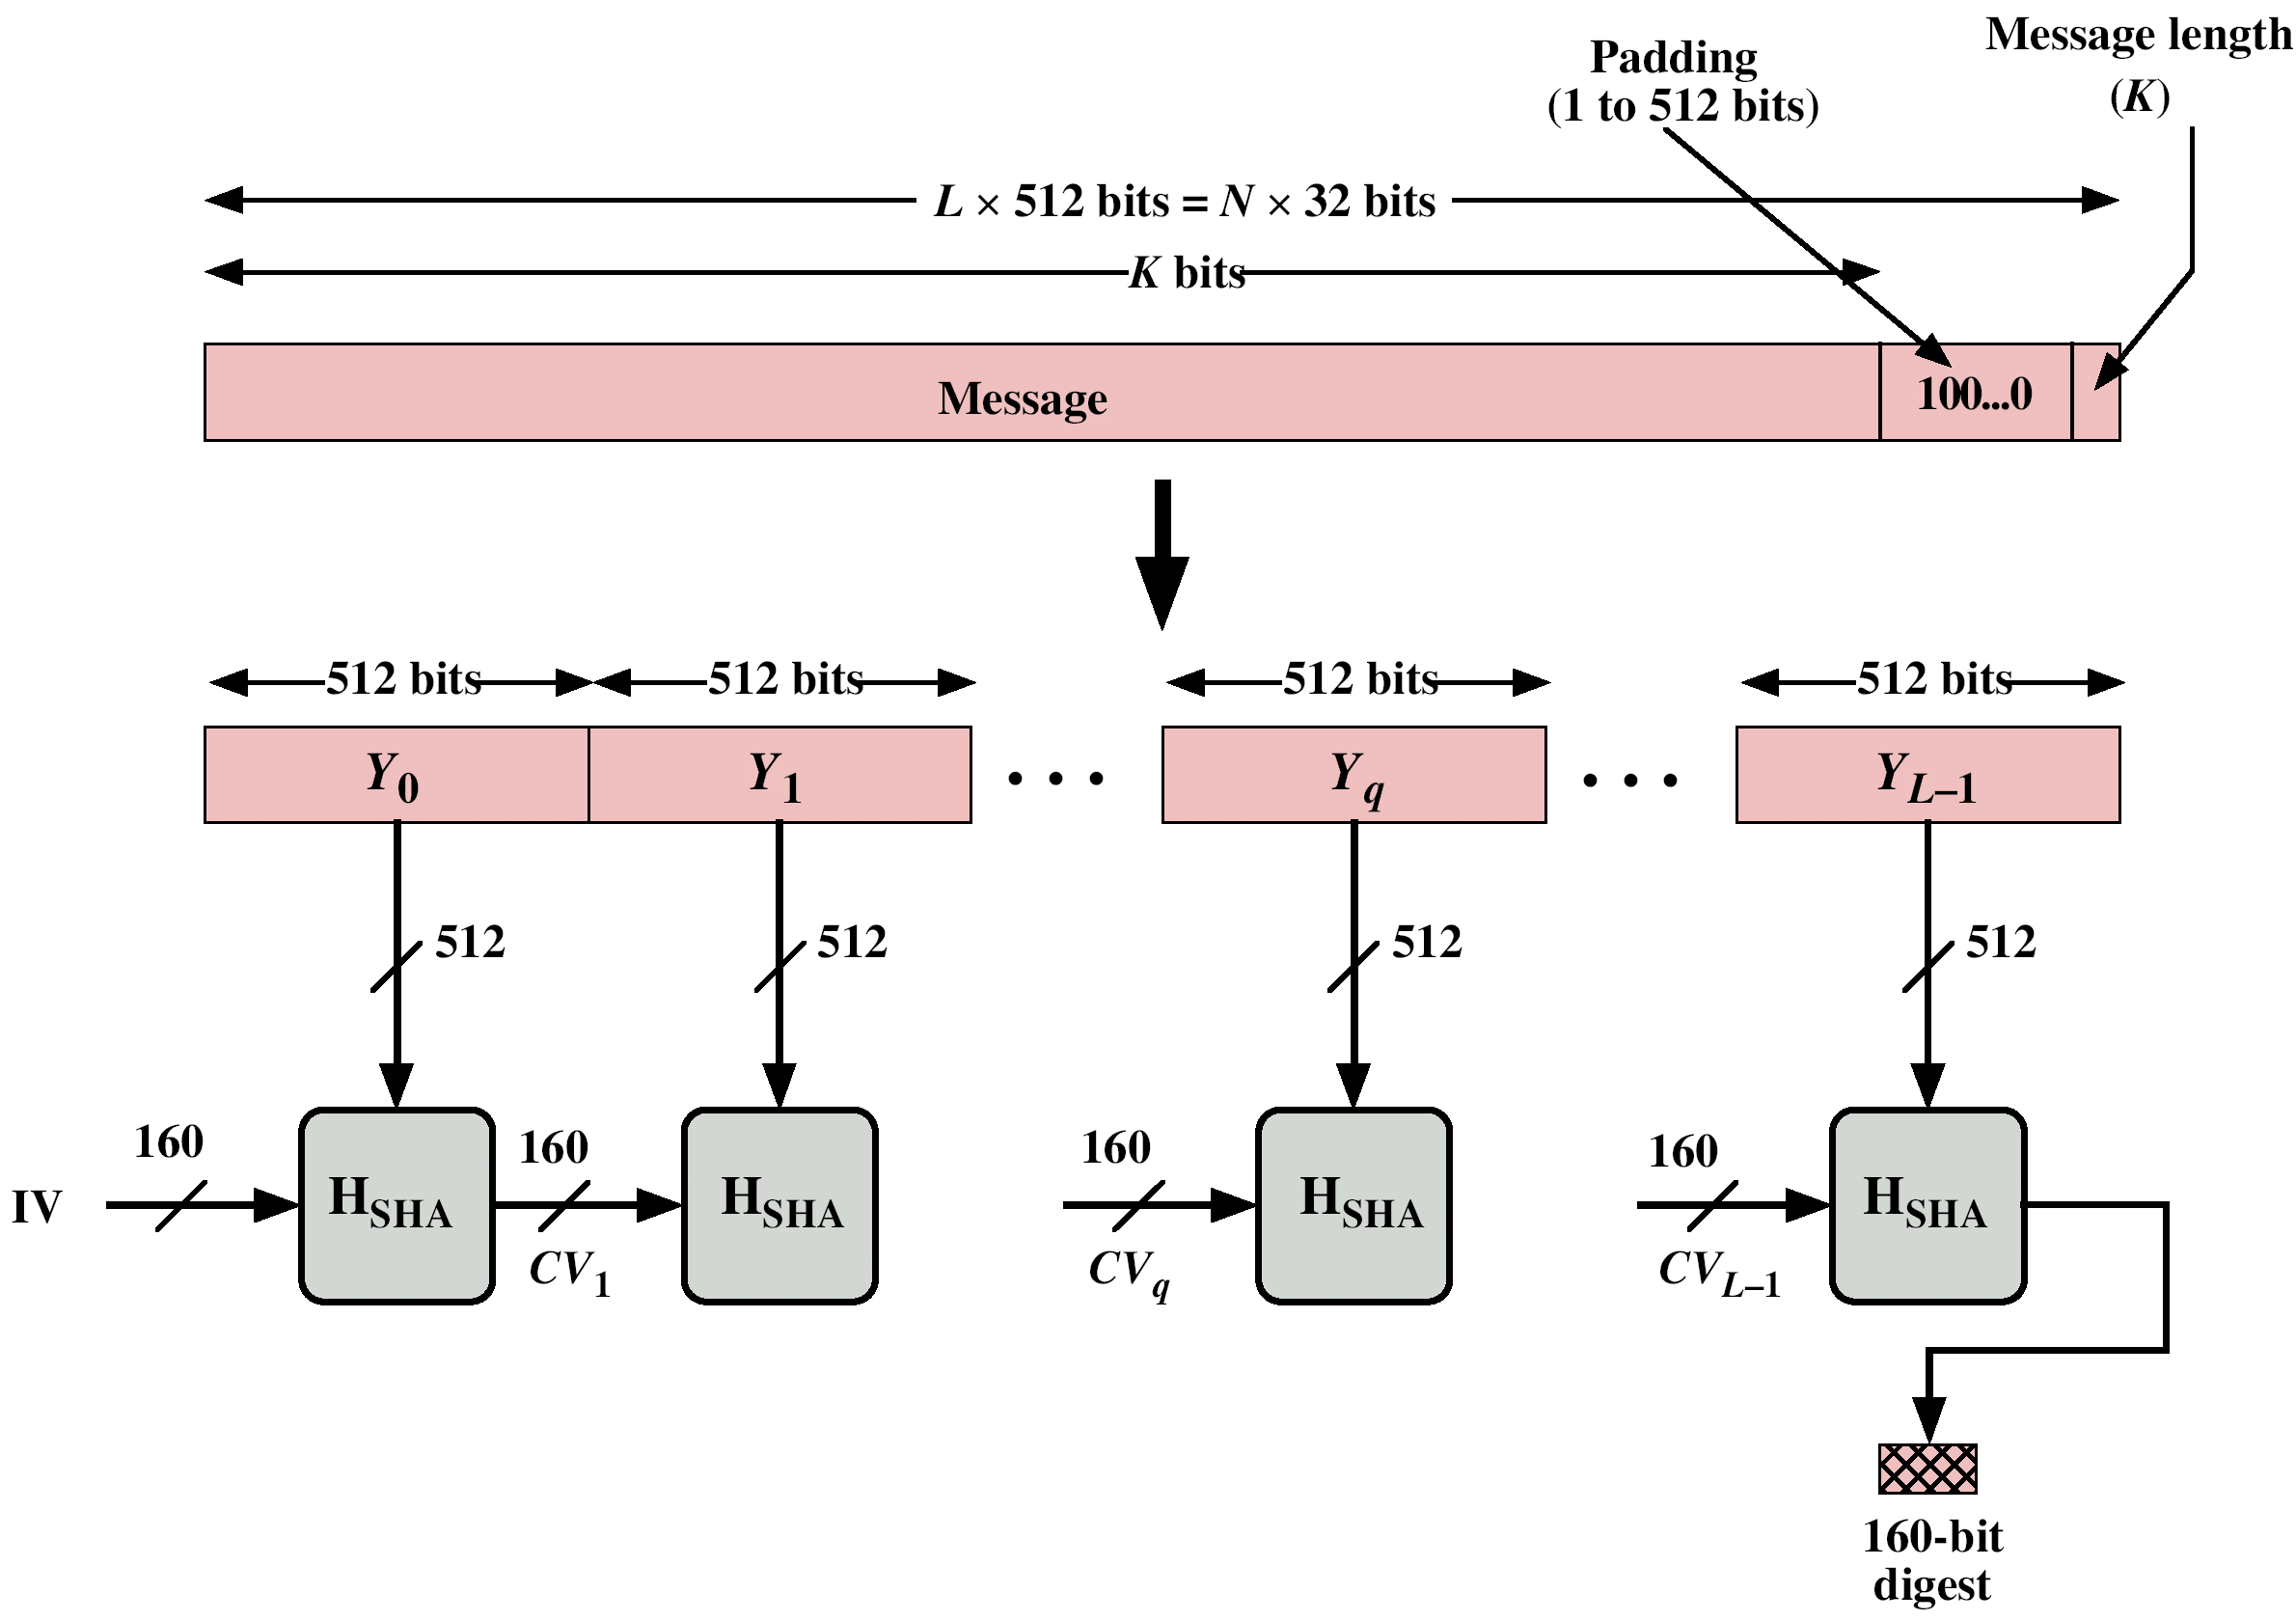 Message length
(K)
Padding
(1 to 512 bits)
L × 512 bits = N × 32 bits
K bits
Message
100...0
512 bits
512 bits
512 bits
512 bits
Y0
Y1
• • •
Yq
• • •
YL–1
512
512
512
512
160
160
160
160
IV
HSHA
HSHA
HSHA
HSHA
CV1
CVq
CVL–1
160-bit
digest